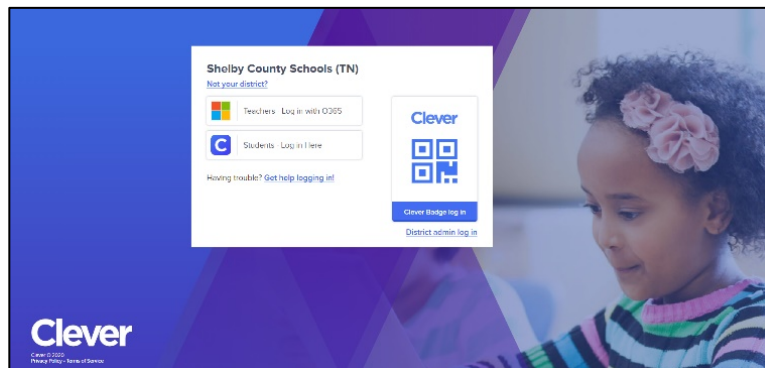 Shelby County Schools (TN)
Not your district?
Teachers - Log in with O365
Students - Log in Here
Having trouble? Get help logging in!
Clever
Clever Badge log in
District admin log in
Clever
Clever © 2020
Privacy Policy - Terms of Service